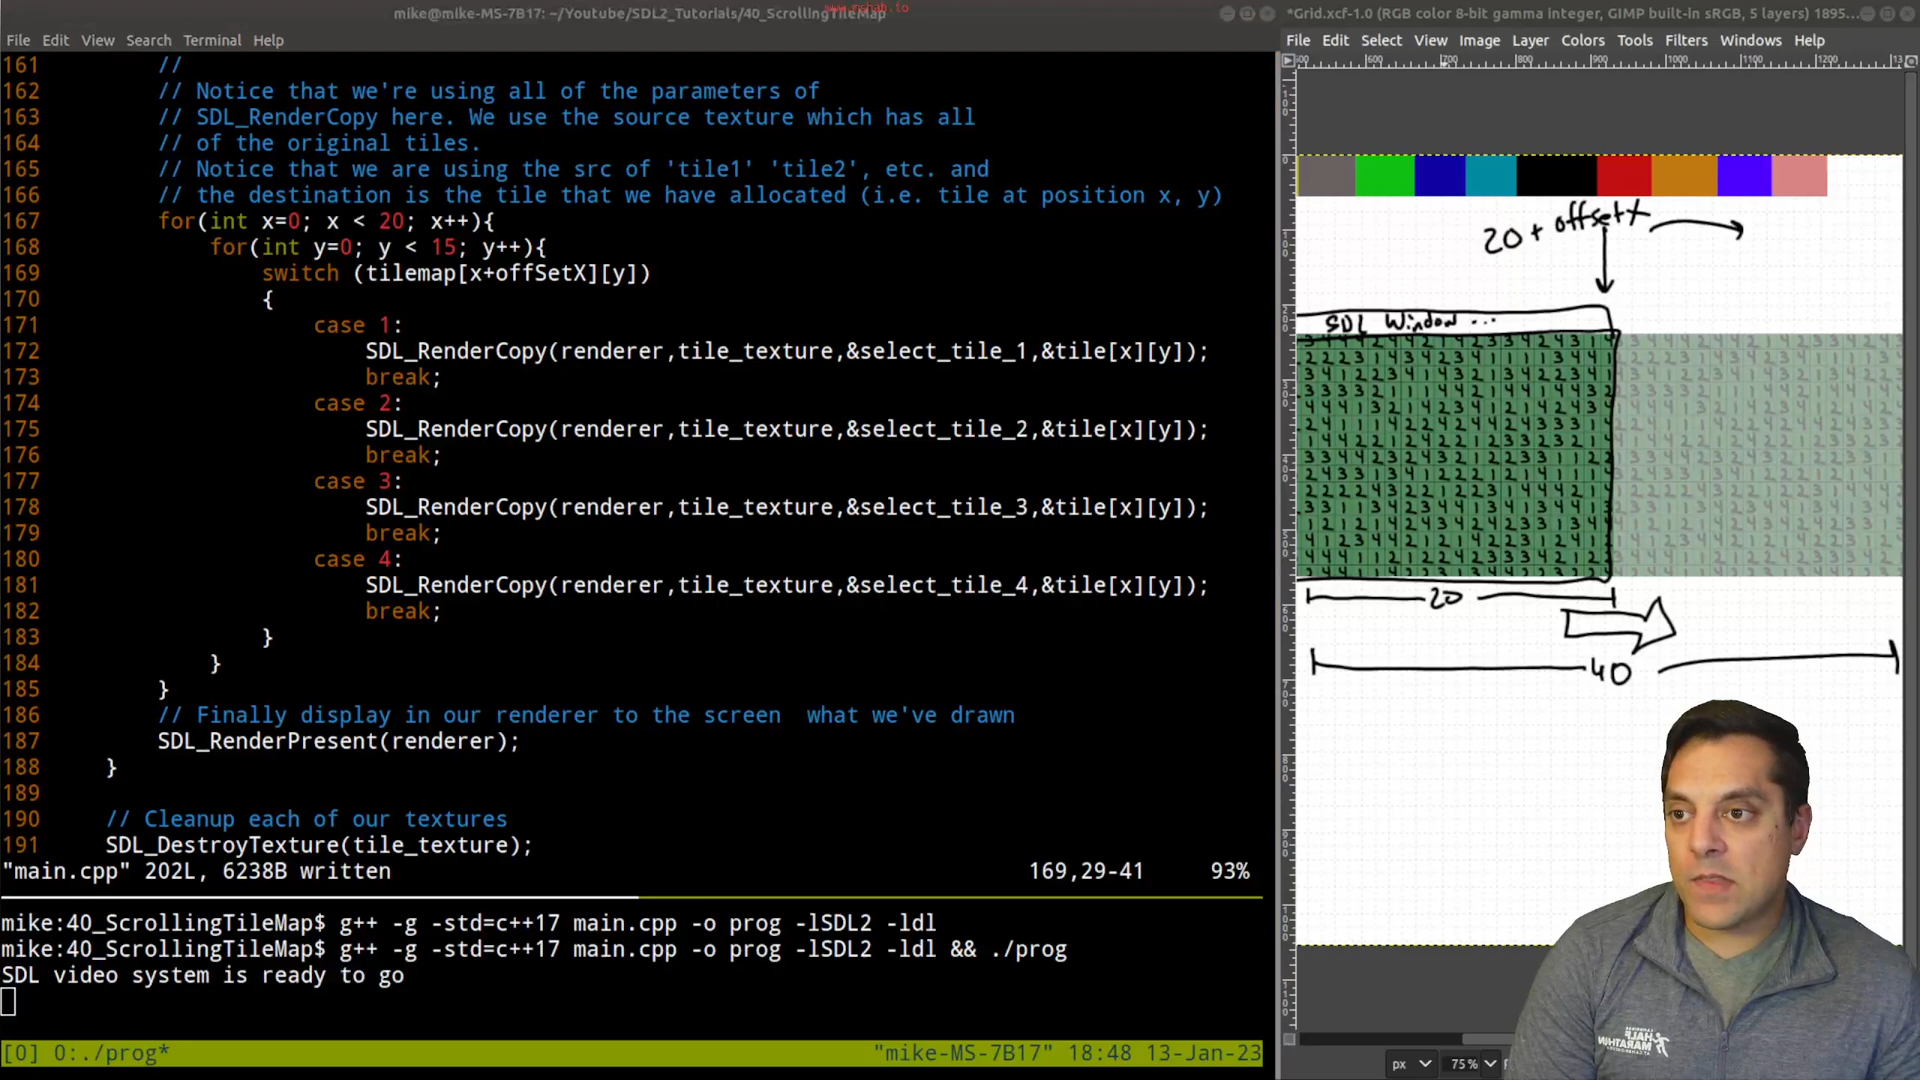 www.mshah.io
mike@mike-MS-7B17: ~/Youtube/SDL2_Tutorials/40_ScrollingTileMap
File Edit View Search Terminal Help
161 //
162 // Notice that we're using all of the parameters of
163 // SDL_RenderCopy here. We use the source texture which has all
164 // of the original tiles.
165 // Notice that we are using the src of 'tile1' 'tile2', etc. and
166 // the destination is the tile that we have allocated (i.e. tile at position x, y)
167 for(int x=0; x < 20; x++){
168 for(int y=0; y < 15; y++){
169 switch (tilemap[x+offSetX][y])
170 {
171 case 1:
172 SDL_RenderCopy(renderer,tile_texture,&select_tile_1,&tile[x][y]);
173 break;
174 case 2:
175 SDL_RenderCopy(renderer,tile_texture,&select_tile_2,&tile[x][y]);
176 break;
177 case 3:
178 SDL_RenderCopy(renderer,tile_texture,&select_tile_3,&tile[x][y]);
179 break;
180 case 4:
181 SDL_RenderCopy(renderer,tile_texture,&select_tile_4,&tile[x][y]);
182 break;
183 }
184 }
185 }
186 // Finally display in our renderer to the screen  what we've drawn
187 SDL_RenderPresent(renderer);
188 }
189
190 // Cleanup each of our textures
191 SDL_DestroyTexture(tile_texture);
"main.cpp" 202L, 6238B written 169,29-41 93%
mike:40_ScrollingTileMap$ g++ -g -std=c++17 main.cpp -o prog -lSDL2 -ldl
mike:40_ScrollingTileMap$ g++ -g -std=c++17 main.cpp -o prog -lSDL2 -ldl && ./prog
SDL video system is ready to go
[0] 0:./prog* "mike-MS-7B17" 18:48 13-Jan-23
*Grid.xcf-1.0 (RGB color 8-bit gamma integer, GIMP built-in sRGB, 5 layers) 1895...
File Edit Select View Image Layer Colors Tools Filters Windows Help
20 + offsetX
SDL Window ...
20
40
HALF
MARATHON
px 75%